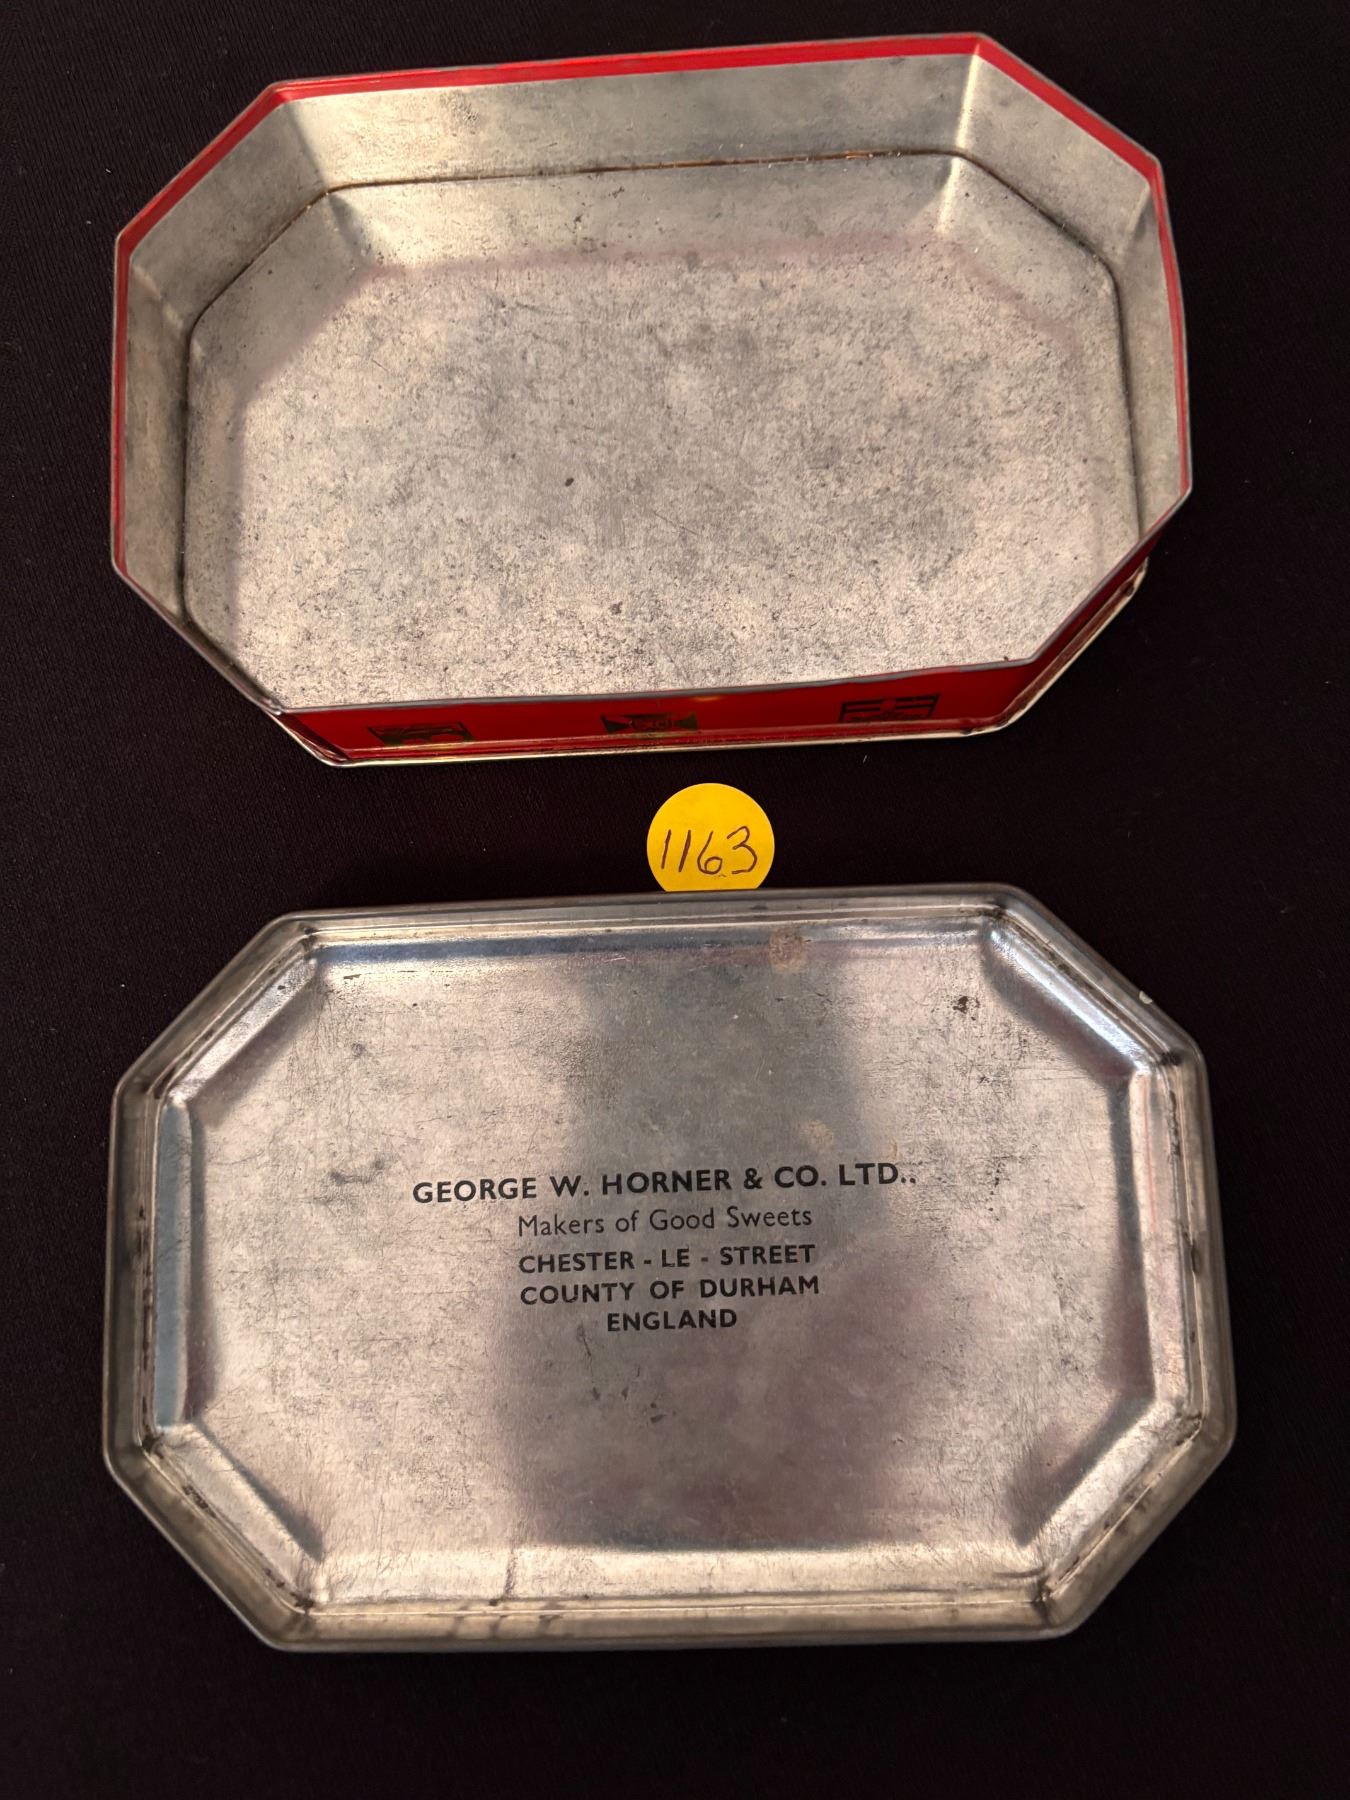 1163
GEORGE W. HORNER & CO. LTD..
Makers of Good Sweets
CHESTER - LE - STREET
COUNTY OF DURHAM
ENGLAND